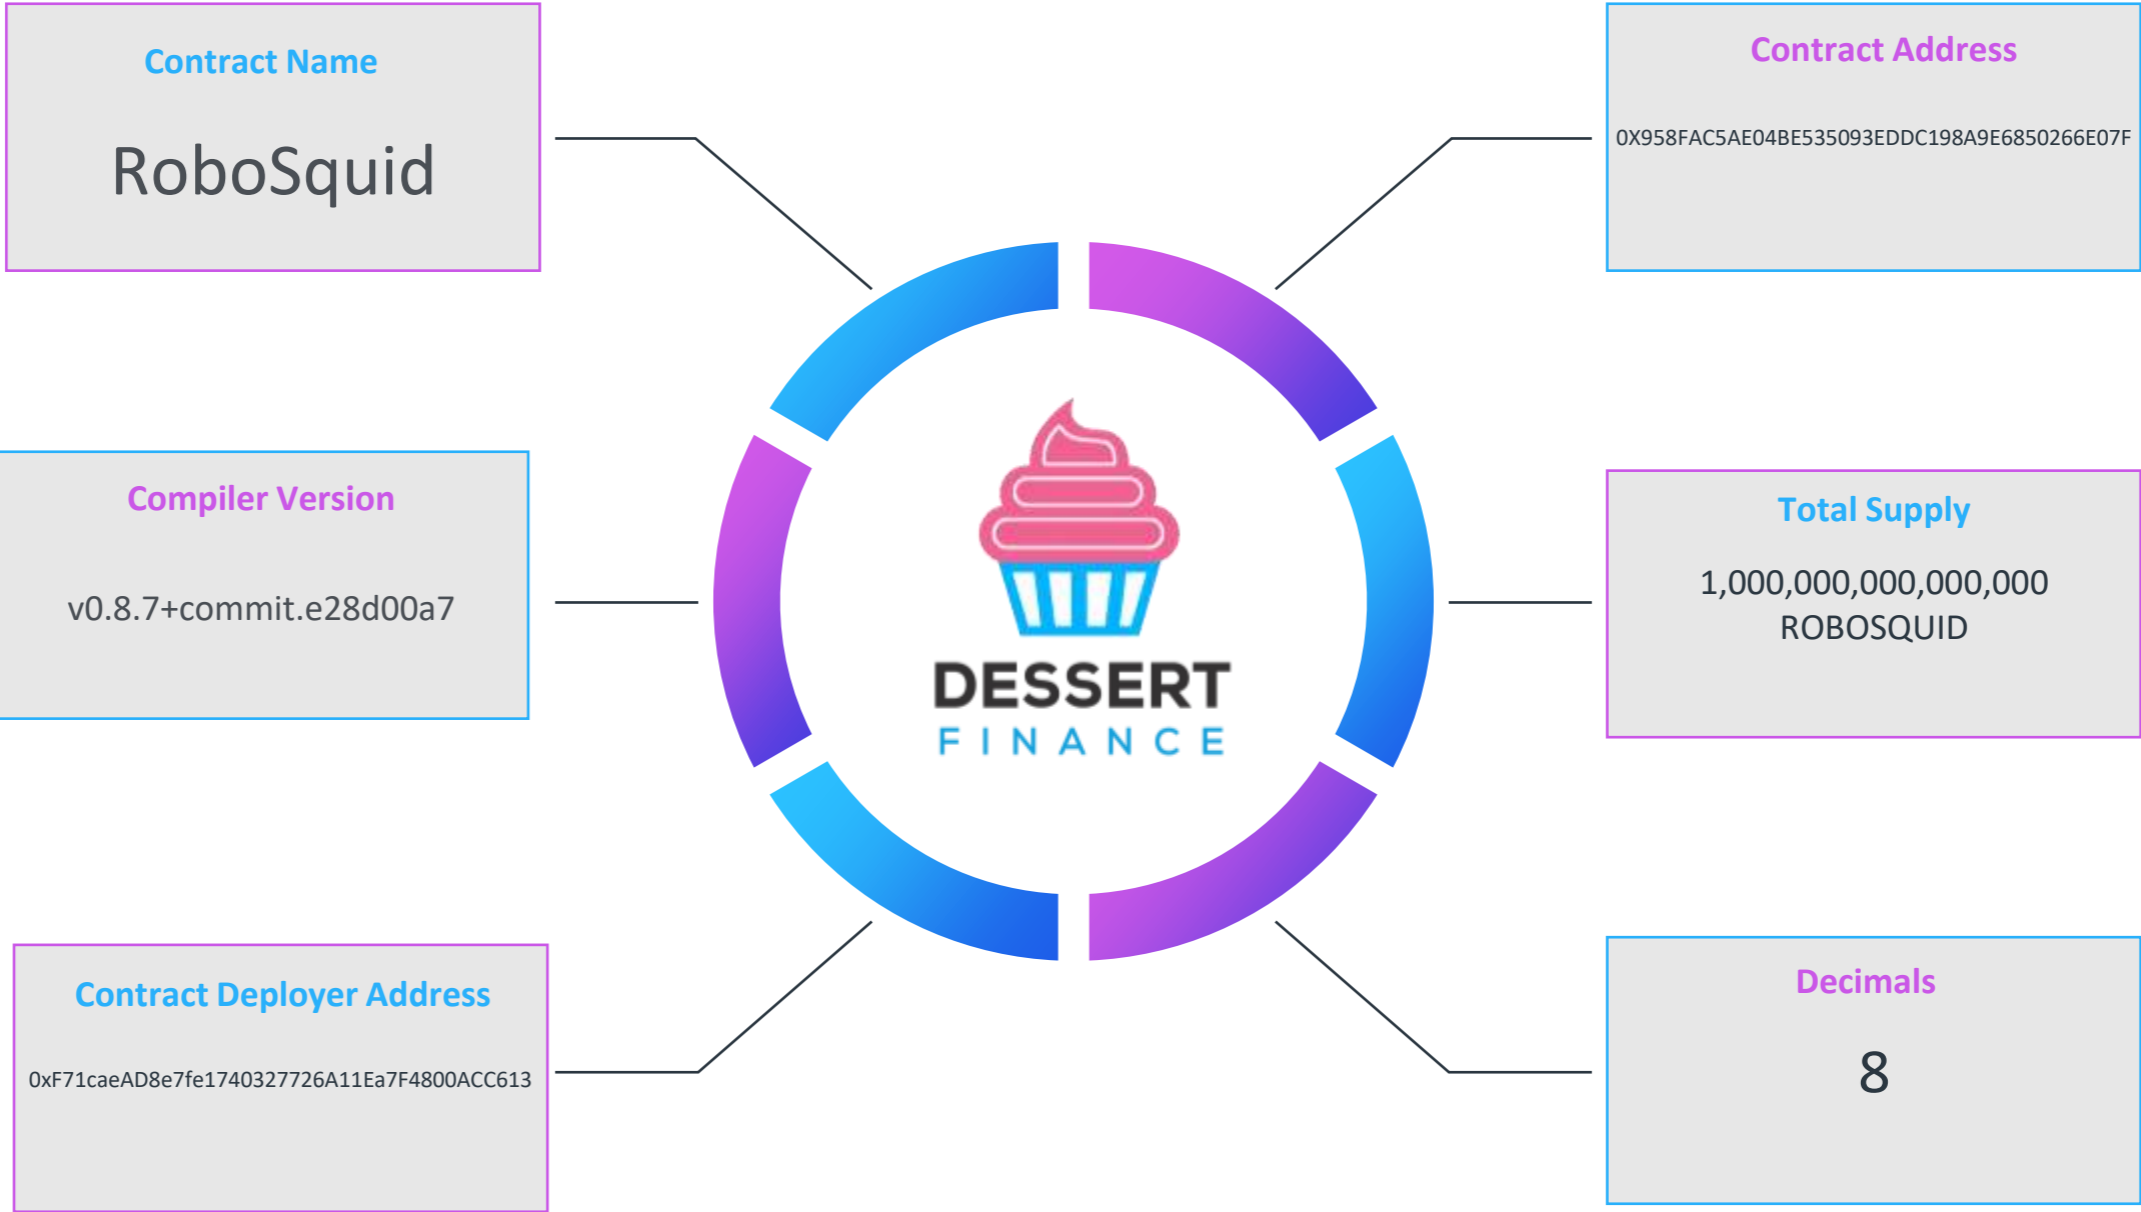 Contract Name
RoboSquid
Contract Address
0X958FAC5AE04BE535093EDDC198A9E6850266E07F
Compiler Version
v0.8.7+commit.e28d00a7
DESSERT
FINANCE
Total Supply
1,000,000,000,000,000
ROBOSQUID
Contract Deployer Address
0xF71caeAD8e7fe1740327726A11Ea7F4800ACC613
Decimals
8